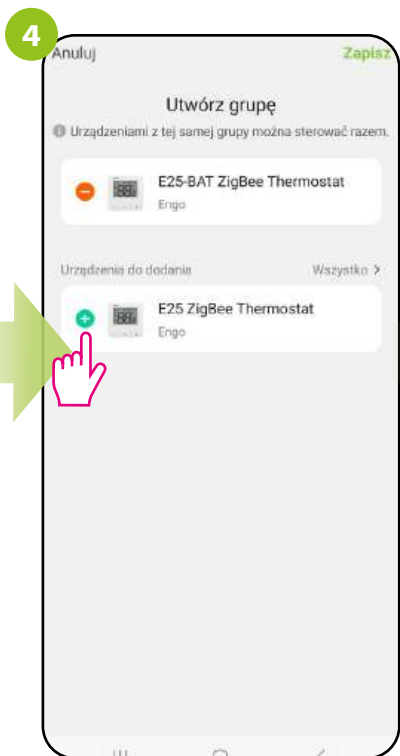 4
Anuluj Zapisz
Utwórz grupę
Urządzeniami z tej samej grupy można sterować razem.
E25-BAT ZigBee Thermostat
Engo
Urządzenia do dodania Wszystko >
E25 ZigBee Thermostat
Engo